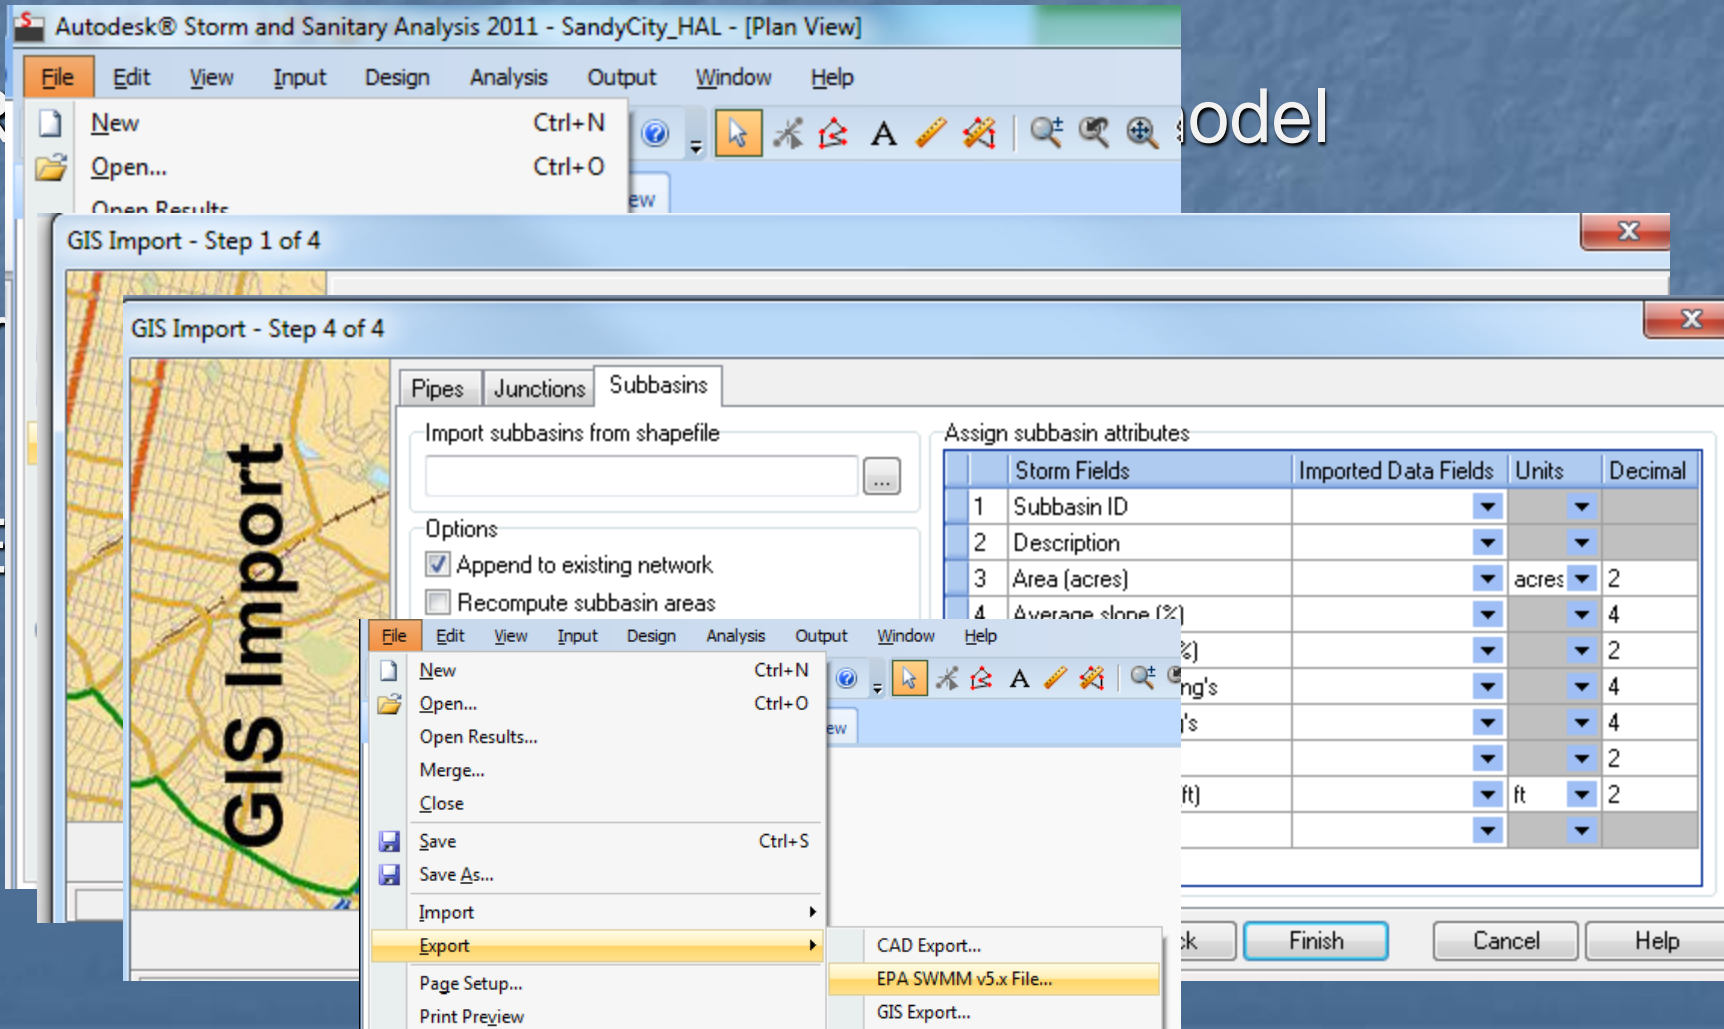 Autodesk® Storm and Sanitary Analysis 2011 - SandyCity_HAL - [Plan View]
File Edit View Input Design Analysis Output Window Help
New Ctrl+N
Open... Ctrl+O
Open Results
GIS Import - Step 1 of 4
GIS Import - Step 4 of 4
GIS Import
Pipes Junctions Subbasins
Import subbasins from shapefile
...
Options
Append to existing network
Recompute subbasin areas
Assign subbasin attributes
Storm Fields Imported Data Fields Units Decimal
1 Subbasin ID
2 Description
3 Area (acres) acres 2
4 Average slope (%) 4
2
4
4
2
ft 2
File Edit View Input Design Analysis Output Window Help
New Ctrl+N
Open... Ctrl+O
Open Results...
Merge...
Close
Save Ctrl+S
Save As...
Import
Export
Page Setup...
Print Preview
CAD Export...
EPA SWMM v5.x File...
GIS Export...
Finish Cancel Help